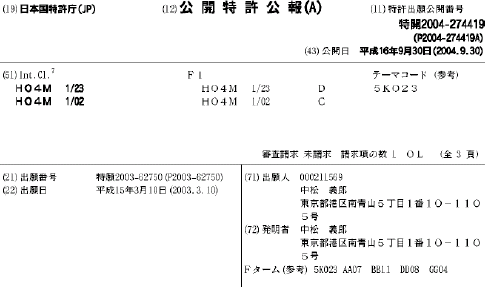 (19) 日本国特許庁(JP) (12) 公開特許公報(A) (11) 特許出願公開番号
特開2004-274419
(P2004-274419A)
(43) 公開日 平成16年9月30日(2004.9.30)
(51) Int.Cl.7 F I テーマコード (参考)
HO4M 1/23 HO4M 1/23 D 5K023
HO4M 1/02 HO4M 1/02 C
審査請求 未請求 請求項の数 1 OL (全 3 頁)
(21) 出願番号 特願2003-62750 (P2003-62750)
(22) 出願日 平成15年3月10日 (2003.3.10)
(71) 出願人 000211569
中松 義郎
東京都港区南青山5丁目1番10-110
5号
(72) 発明者 中松 義郎
東京都港区南青山5丁目1番10-110
5号
Fターム(参考) 5K023 AA07 BB11 DD08 GG04